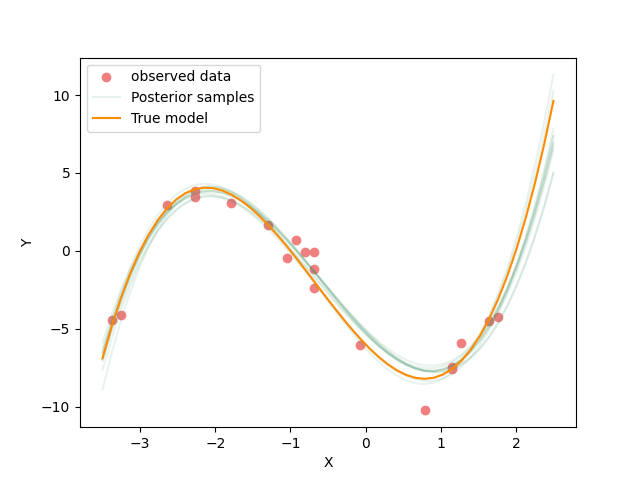 observed data
Posterior samples
True model
10
5
0
−5
−10
Y
−3
−2
−1
0
1
2
X